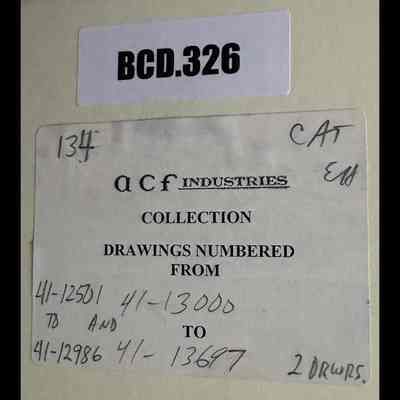 BCD.326
134 CAT
EH
acf INDUSTRIES
COLLECTION
DRAWINGS NUMBERED
FROM
41-12501 41-13000
TO AND TO
41-12986 41-13697 2 DRWRS.